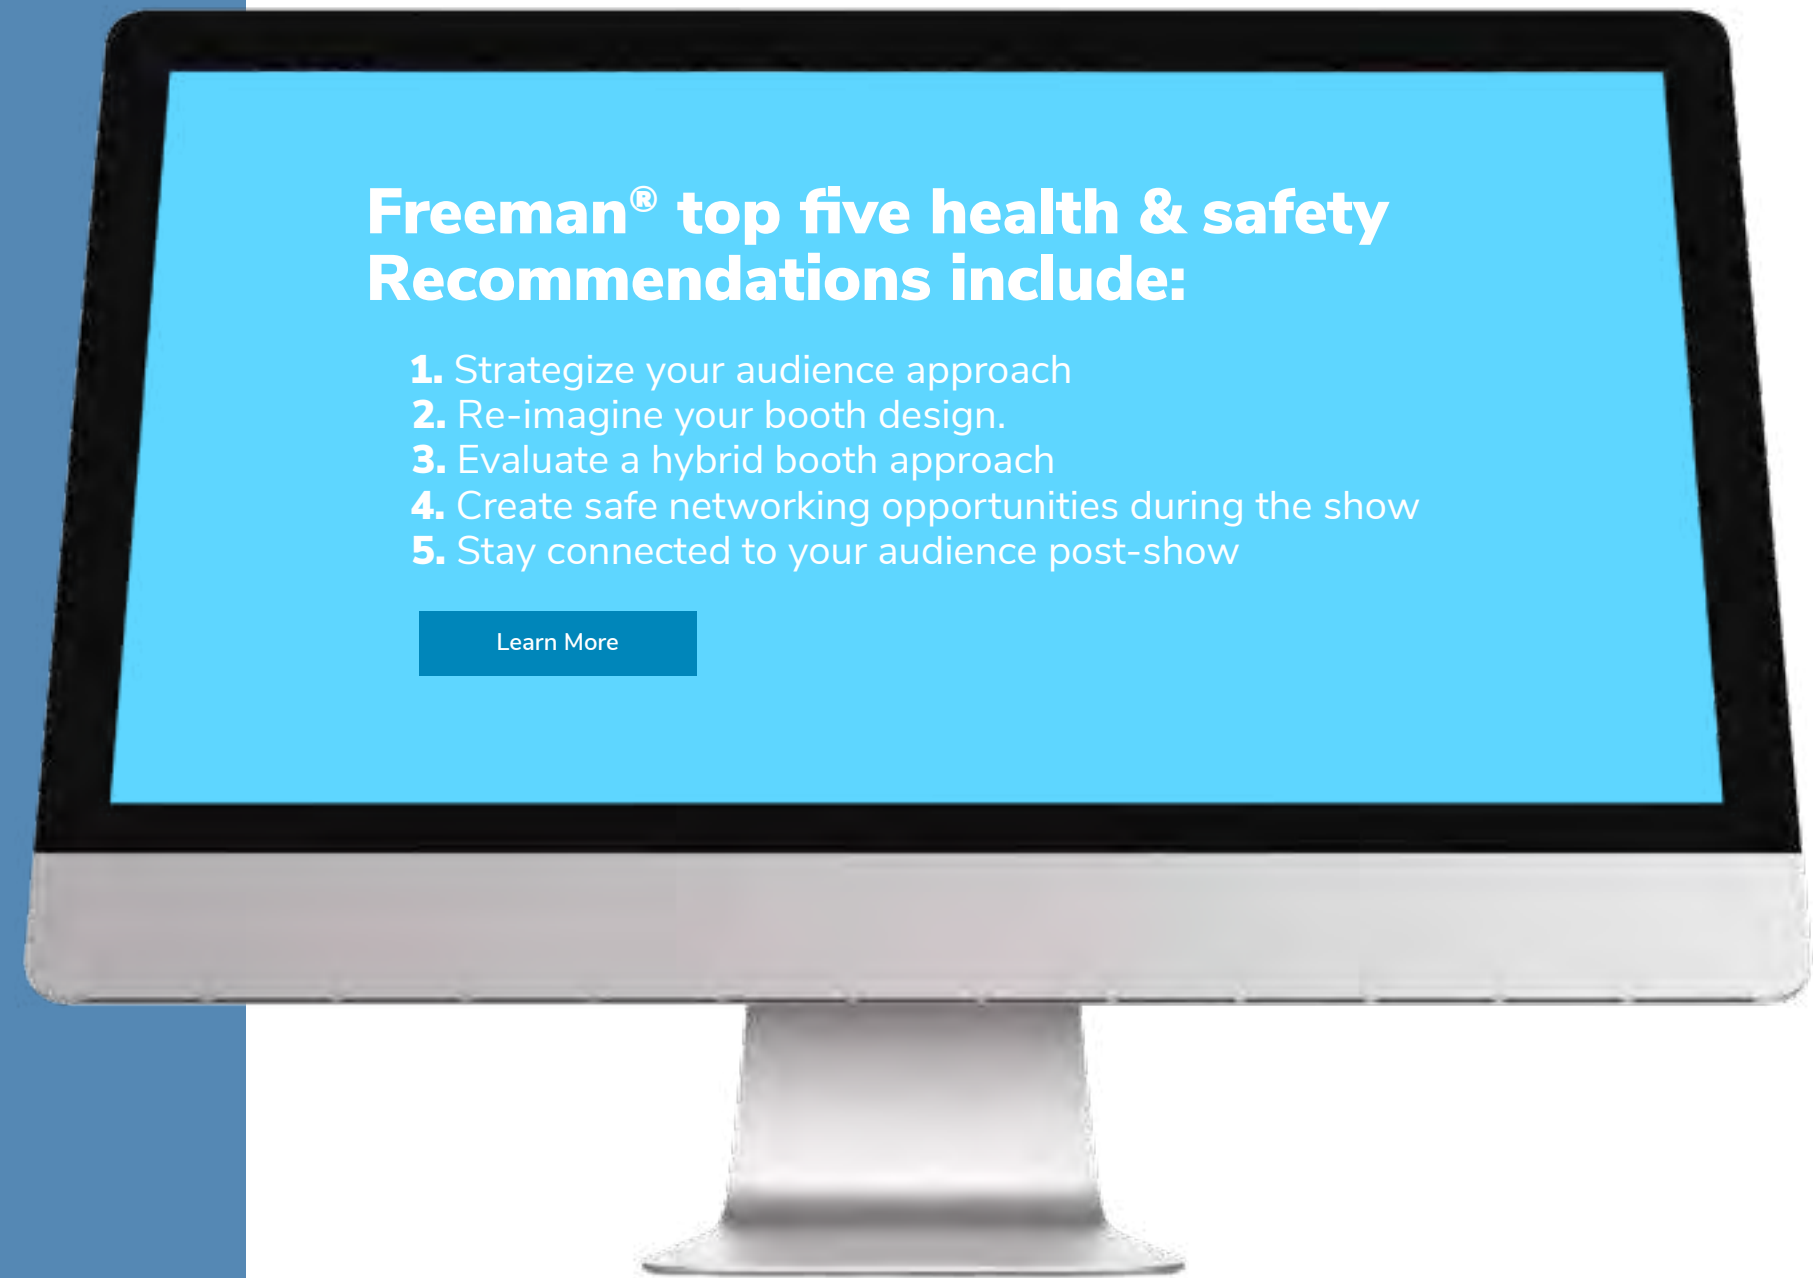 Freeman® top five health & safety
Recommendations include:
1. Strategize your audience approach
2. Re-imagine your booth design.
3. Evaluate a hybrid booth approach
4. Create safe networking opportunities during the show
5. Stay connected to your audience post-show
Learn More